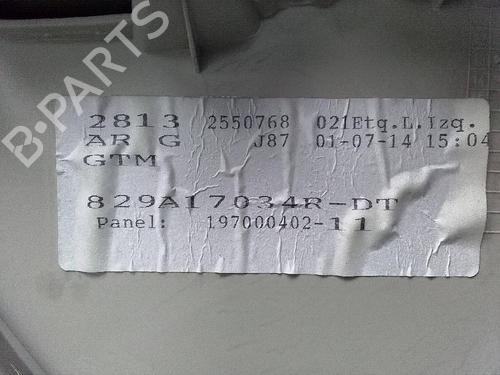 B-PARTS
2813 2550768 021Etq.L.Izq.
AR G J87 01-07-14 15:04
GTM
829A17034R-DT
Panel: 197000402-11